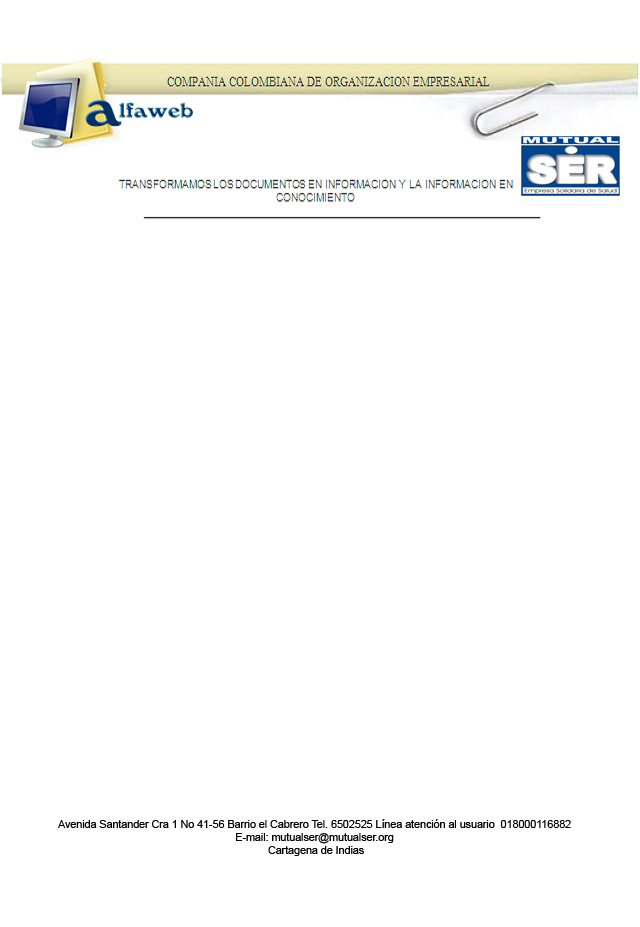 COMPANIA COLOMBIANA DE ORGANIZACION EMPRESARIAL
alfaweb
MUTUAL
SER
Empresa Solidaria de Salud
TRANSFORMAMOS LOS DOCUMENTOS EN INFORMACION Y LA INFORMACION EN
CONOCIMIENTO
Avenida Santander Cra 1 No 41-56 Barrio el Cabrero Tel. 6502525 Línea atención al usuario 018000116882
E-mail: mutualser@mutualser.org
Cartagena de Indias